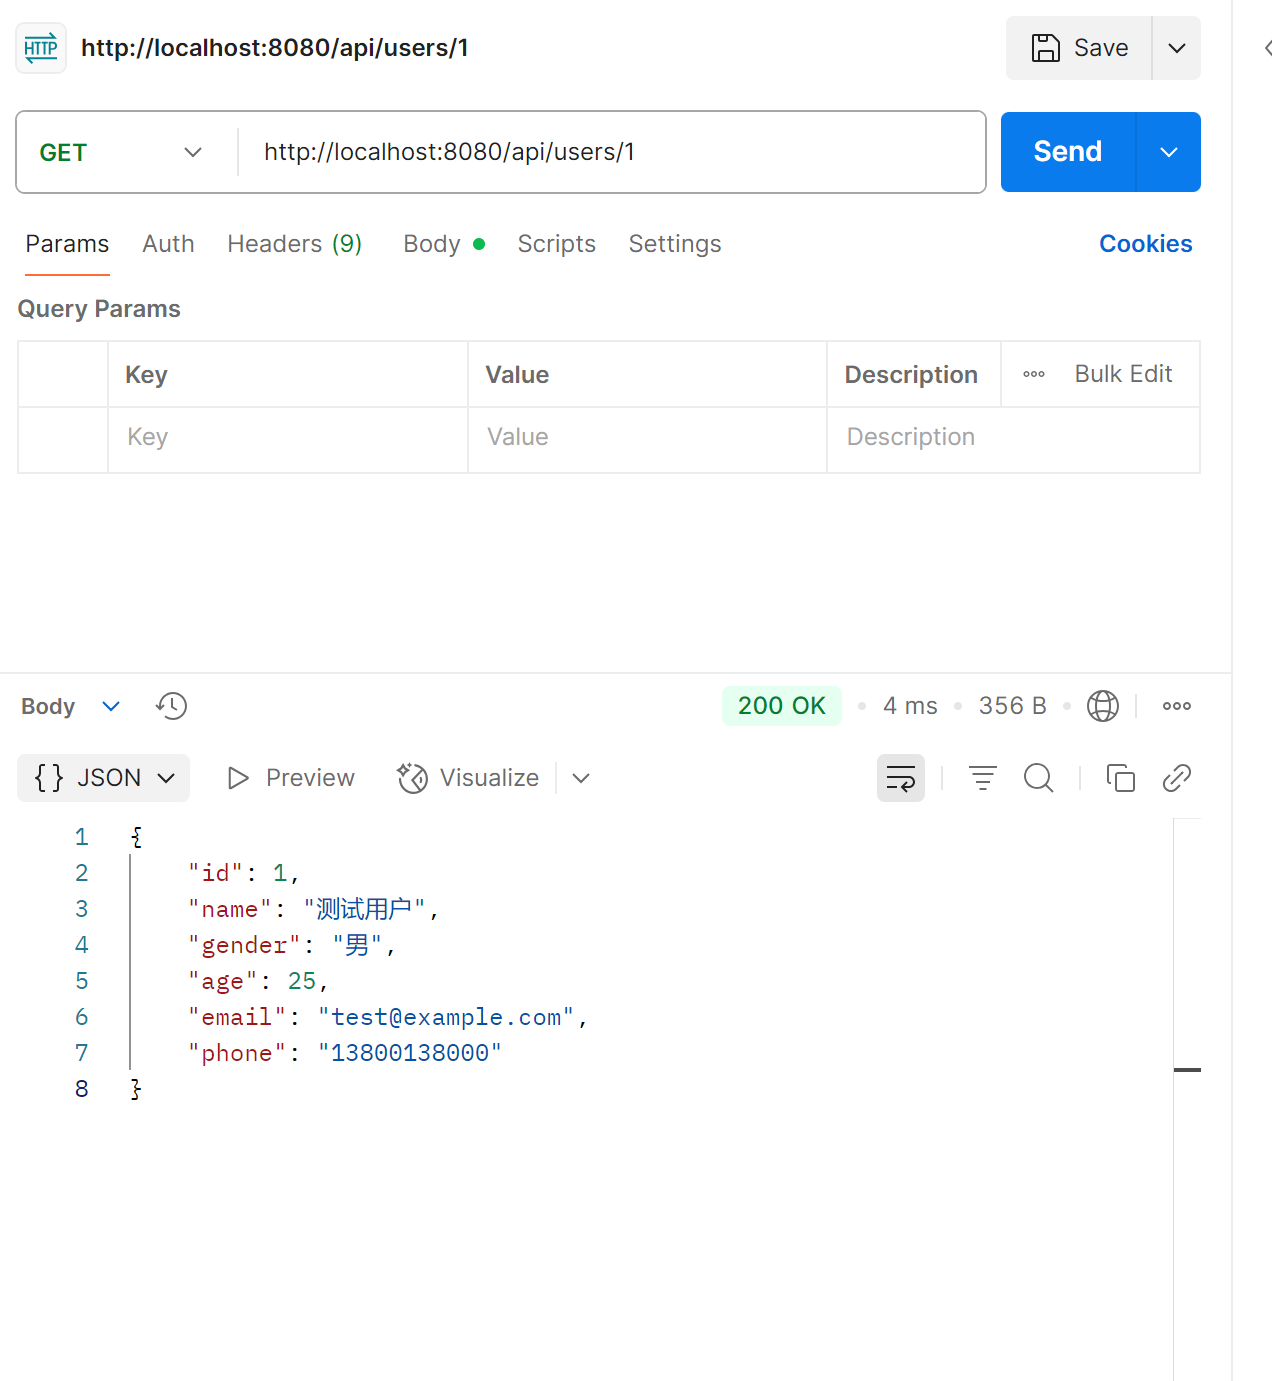 HTTP http://localhost:8080/api/users/1 Save
GET http://localhost:8080/api/users/1 Send
Params Auth Headers (9) Body Scripts Settings Cookies
Query Params
Key Value Description Bulk Edit
Key Value Description
Body 200 OK 4 ms 356 B
{} JSON Preview Visualize
1 {
2 "id": 1,
3 "name": "测试用户",
4 "gender": "男",
5 "age": 25,
6 "email": "test@example.com",
7 "phone": "13800138000"
8 }